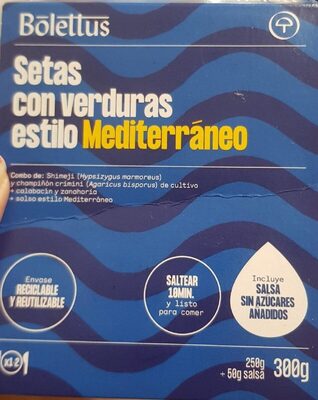 Bolettus
Setas
con verduras
estilo Mediterráneo
Combo de: Shimeji (Hypsizygus marmoreus)
y champiñón crimini (Agaricus bisporus) de cultivo
+ calabacín y zanahoria
+ salsa estilo Mediterráneo
Envase
RECICLABLE
Y REUTILIZABLE
SALTEAR
10MIN.
y listo
para comer
Incluye
SALSA
SIN AZÚCARES
AÑADIDOS
x1·2
250g
+ 50g salsa
300g